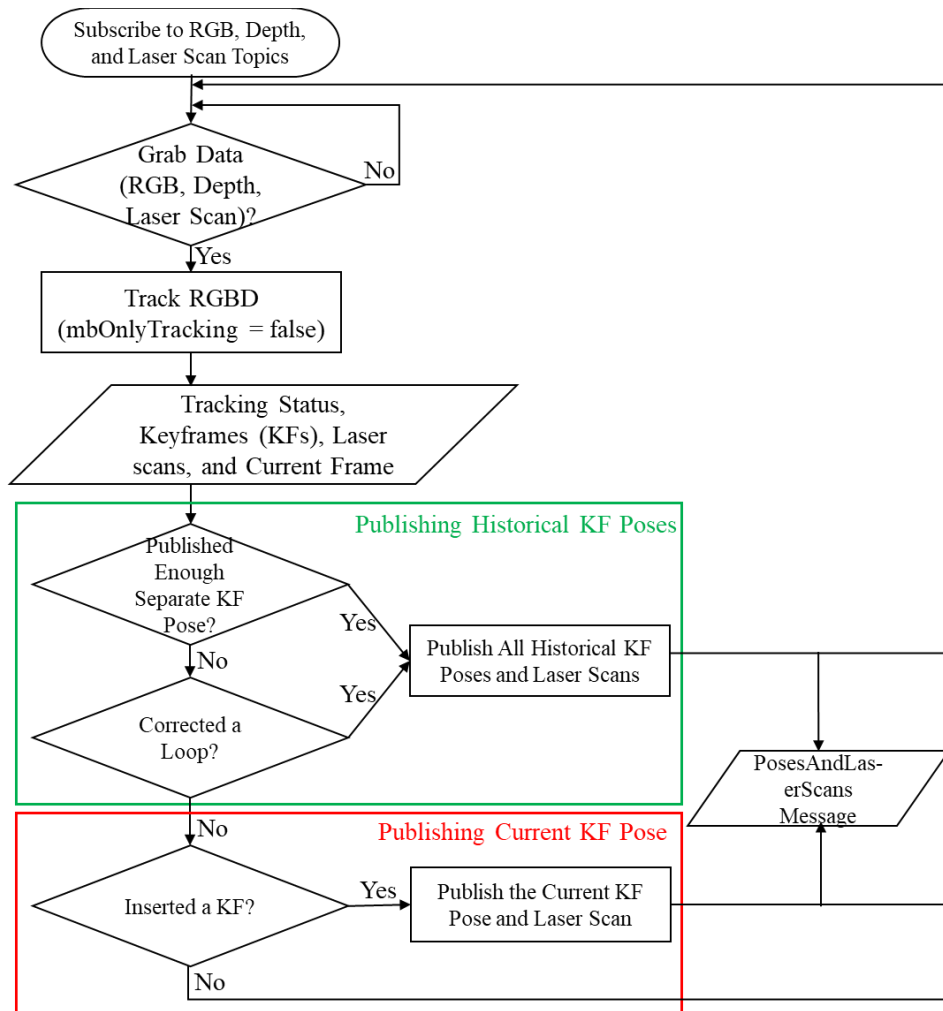 Subscribe to RGB, Depth,
and Laser Scan Topics
Grab Data
(RGB, Depth,
Laser Scan)?
No
Yes
Track RGBD
(mbOnlyTracking = false)
Tracking Status,
Keyframes (KFs), Laser
scans, and Current Frame
Publishing Historical KF Poses
Published
Enough
Separate KF
Pose?
Yes
No
Publish All Historical KF
Poses and Laser Scans
Yes
Corrected a
Loop?
PosesAndLas-
erScans
Message
No
Publishing Current KF Pose
Inserted a KF?
Yes
Publish the Current KF
Pose and Laser Scan
No